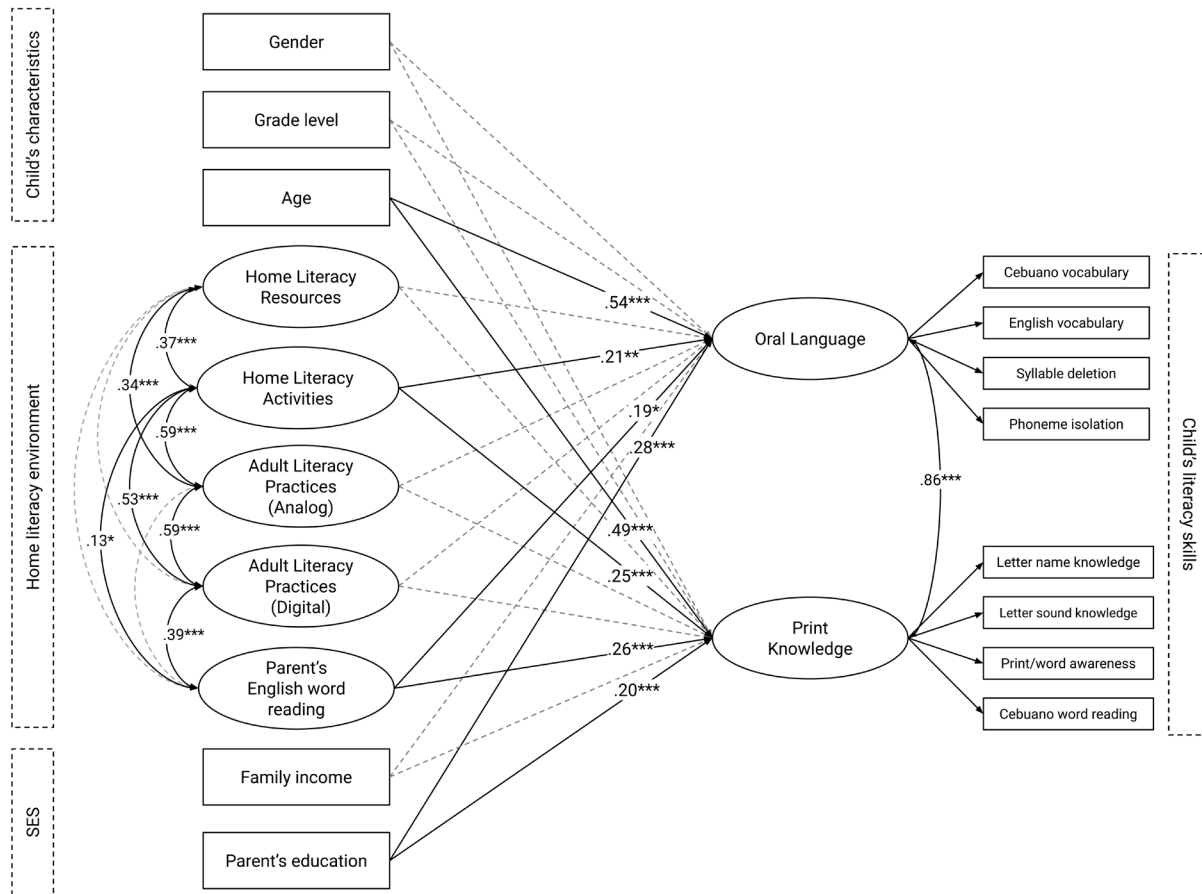 Child's characteristics
Gender
Grade level
Age
Home literacy environment
Home Literacy
Resources
Home Literacy
Activities
Adult Literacy
Practices
(Analog)
Adult Literacy
Practices
(Digital)
Parent's
English word
reading
.37***
.34***
.59***
.53***
.59***
.13*
.39***
SES
Family income
Parent's education
.54***
.21**
.19*
.28***
.49***
.25***
.26***
.20***
Oral Language
Print
Knowledge
.86***
Cebuano vocabulary
English vocabulary
Syllable deletion
Phoneme isolation
Letter name knowledge
Letter sound knowledge
Print/word awareness
Cebuano word reading
Child's literacy skills